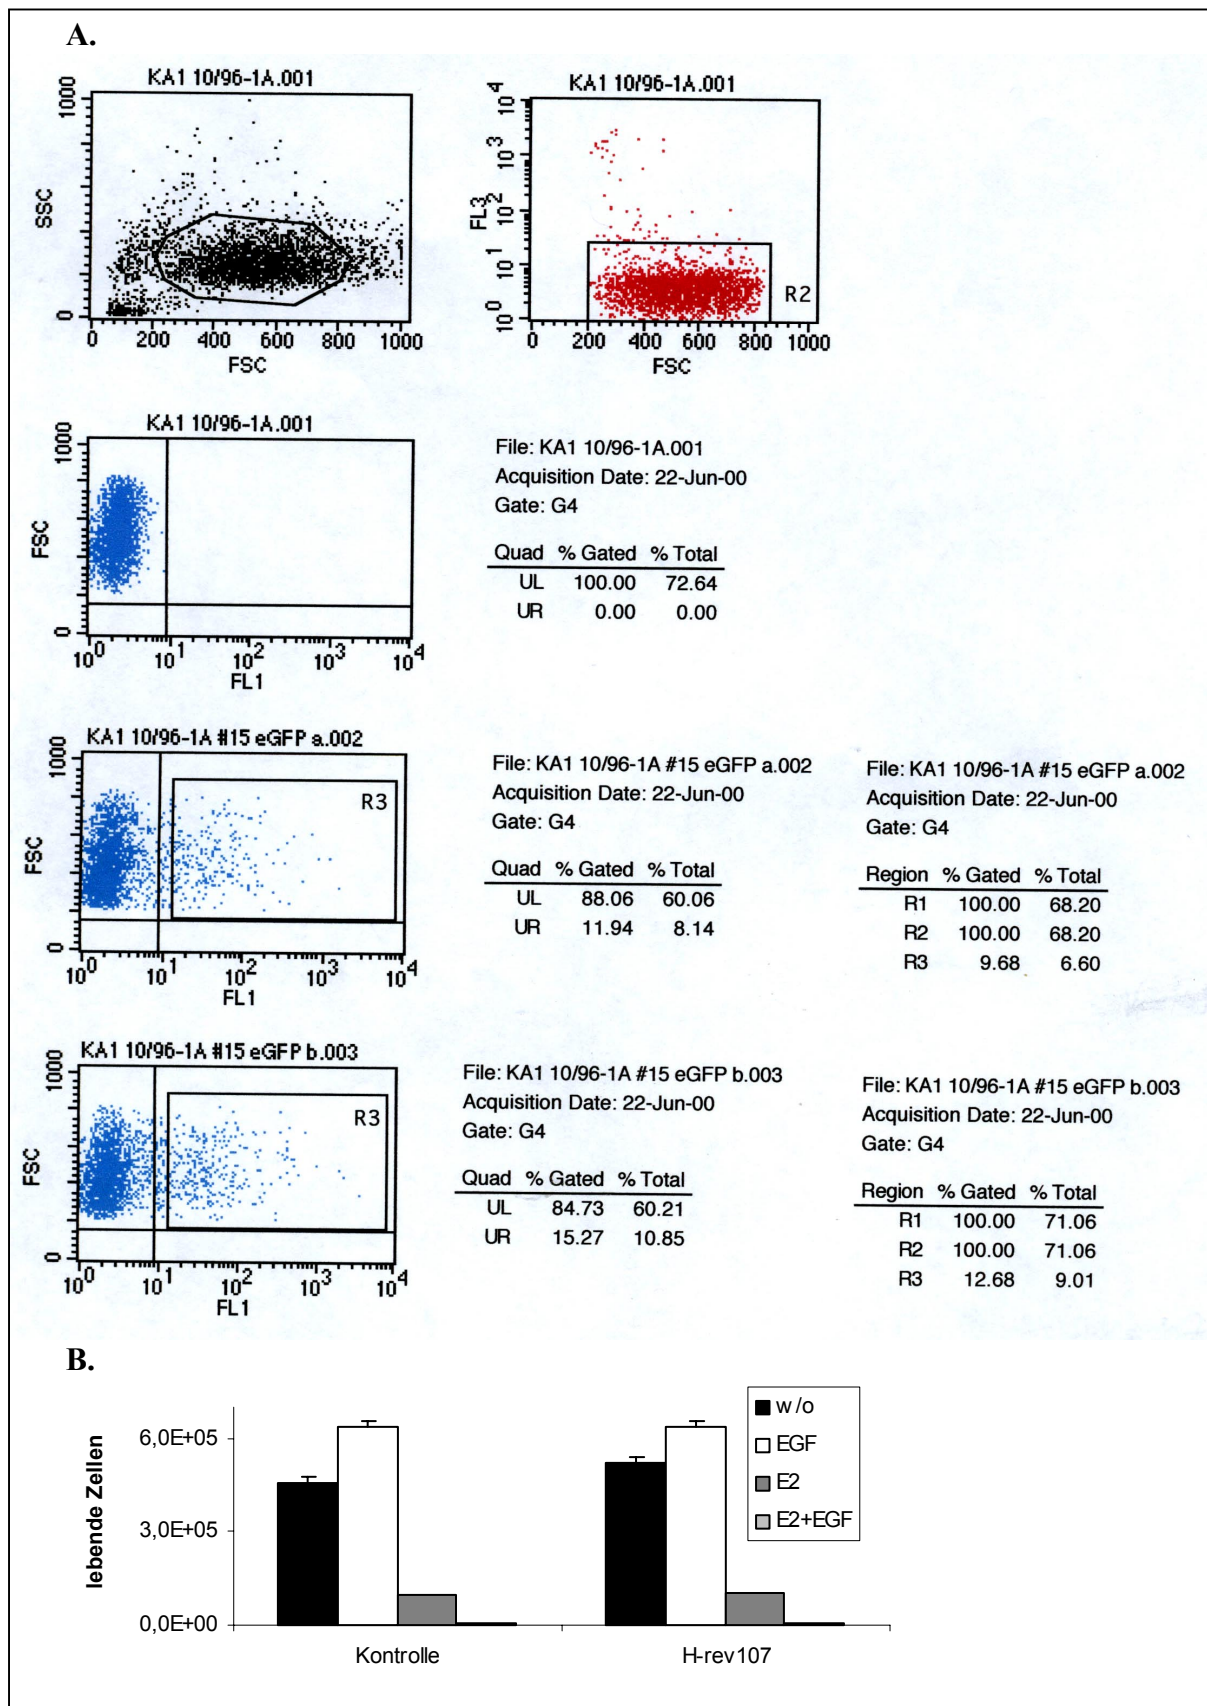 A.
KA1 10/96-1A.001
1000
SSC
0
0 200 400 600 800 1000
FSC
KA1 10/96-1A.001
10^4
10^3
10^2
10^1
10^0
FL3
R2
0 200 400 600 800 1000
FSC
KA1 10/96-1A.001
1000
FSC
0
10^0 10^1 10^2 10^3 10^4
FL1
File: KA1 10/96-1A.001
Acquisition Date: 22-Jun-00
Gate: G4
Quad % Gated % Total
UL 100.00 72.64
UR 0.00 0.00
KA1 10/96-1A #15 eGFP a.002
1000
FSC
0
R3
10^0 10^1 10^2 10^3 10^4
FL1
File: KA1 10/96-1A #15 eGFP a.002
Acquisition Date: 22-Jun-00
Gate: G4
Quad % Gated % Total
UL 88.06 60.06
UR 11.94 8.14
File: KA1 10/96-1A #15 eGFP a.002
Acquisition Date: 22-Jun-00
Gate: G4
Region % Gated % Total
R1 100.00 68.20
R2 100.00 68.20
R3 9.68 6.60
KA1 10/96-1A #15 eGFP b.003
1000
FSC
0
R3
10^0 10^1 10^2 10^3 10^4
FL1
File: KA1 10/96-1A #15 eGFP b.003
Acquisition Date: 22-Jun-00
Gate: G4
Quad % Gated % Total
UL 84.73 60.21
UR 15.27 10.85
File: KA1 10/96-1A #15 eGFP b.003
Acquisition Date: 22-Jun-00
Gate: G4
Region % Gated % Total
R1 100.00 71.06
R2 100.00 71.06
R3 12.68 9.01
B.
lebende Zellen
6,0E+05
3,0E+05
0,0E+00
Kontrolle
H-rev107
w/o
EGF
E2
E2+EGF